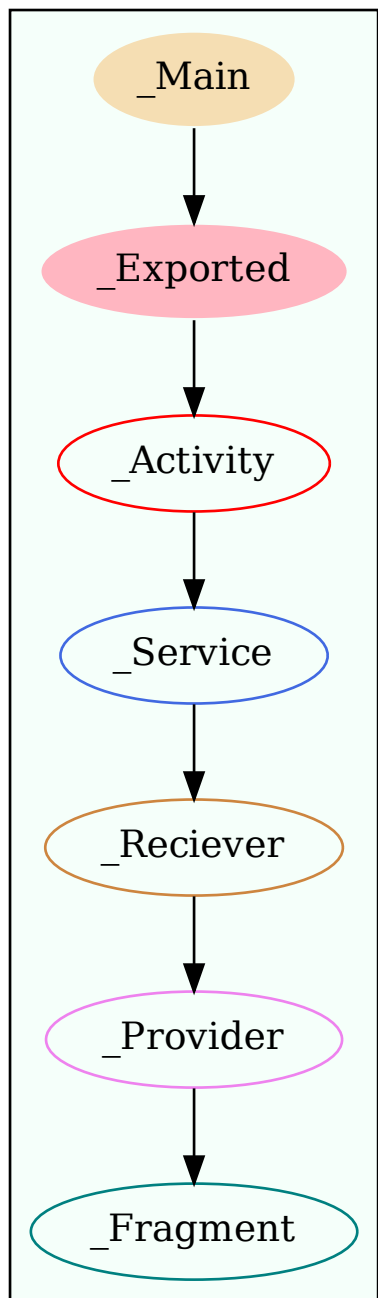 _Main
_Exported
_Activity
_Service
_Reciever
_Provider
_Fragment